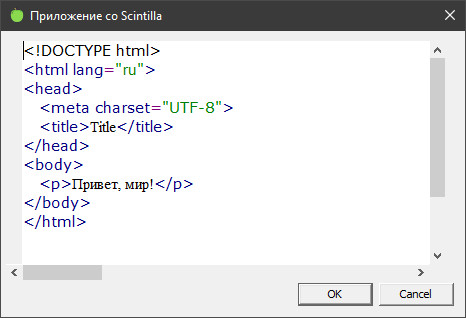 Приложение со Scintilla
<!DOCTYPE html>
<html lang="ru">
<head>
<meta charset="UTF-8">
<title>Title</title>
</head>
<body>
<p>Привет, мир!</p>
</body>
</html>
OK
Cancel